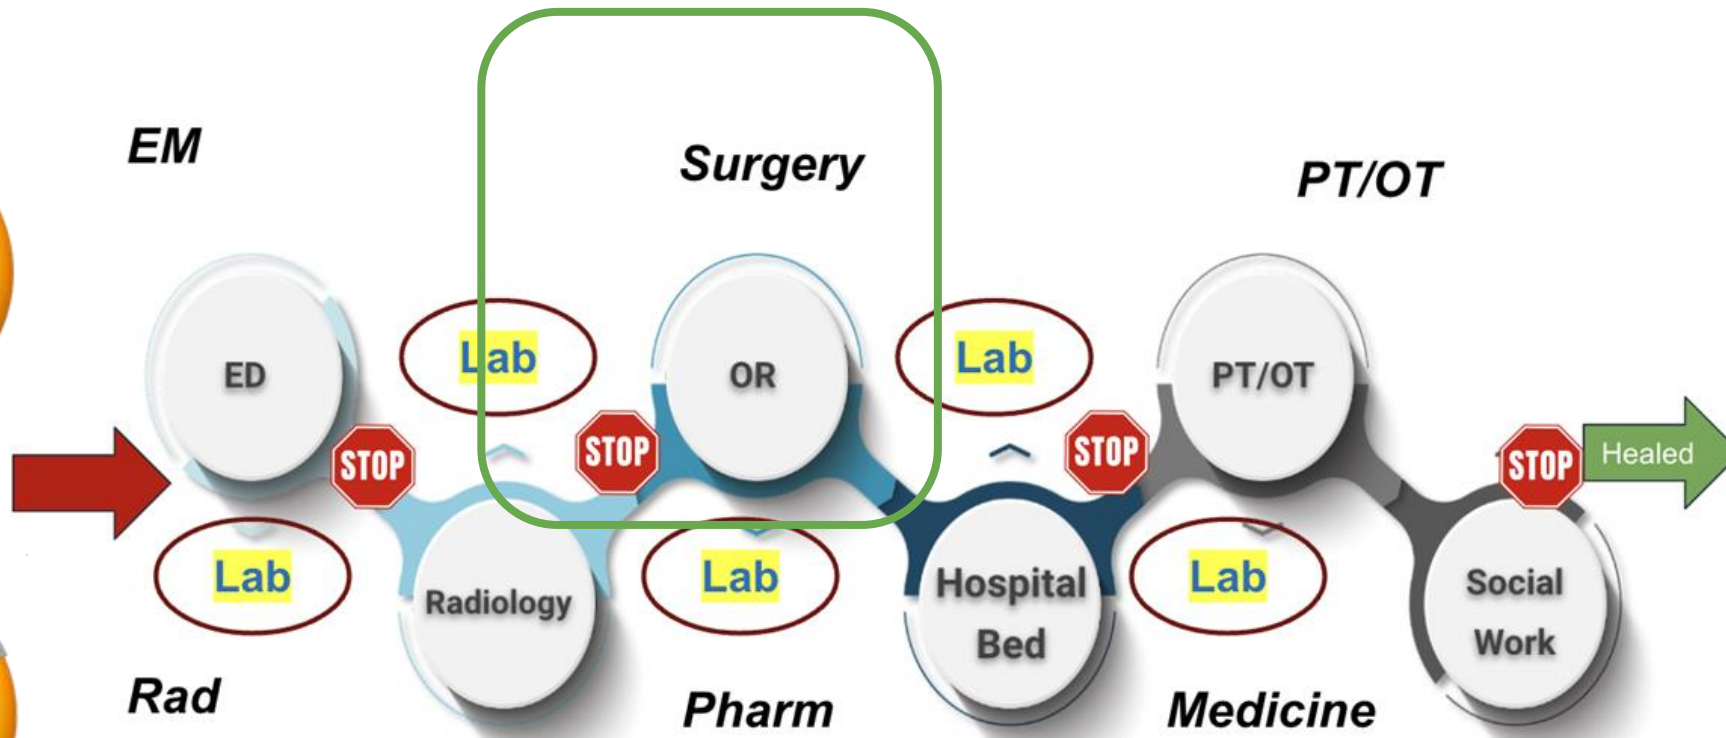 EM
Surgery
PT/OT
ED
Lab
OR
Lab
PT/OT
STOP
STOP
STOP
STOP
Healed
Lab
Radiology
Lab
Hospital
Bed
Lab
Social
Work
Rad
Pharm
Medicine